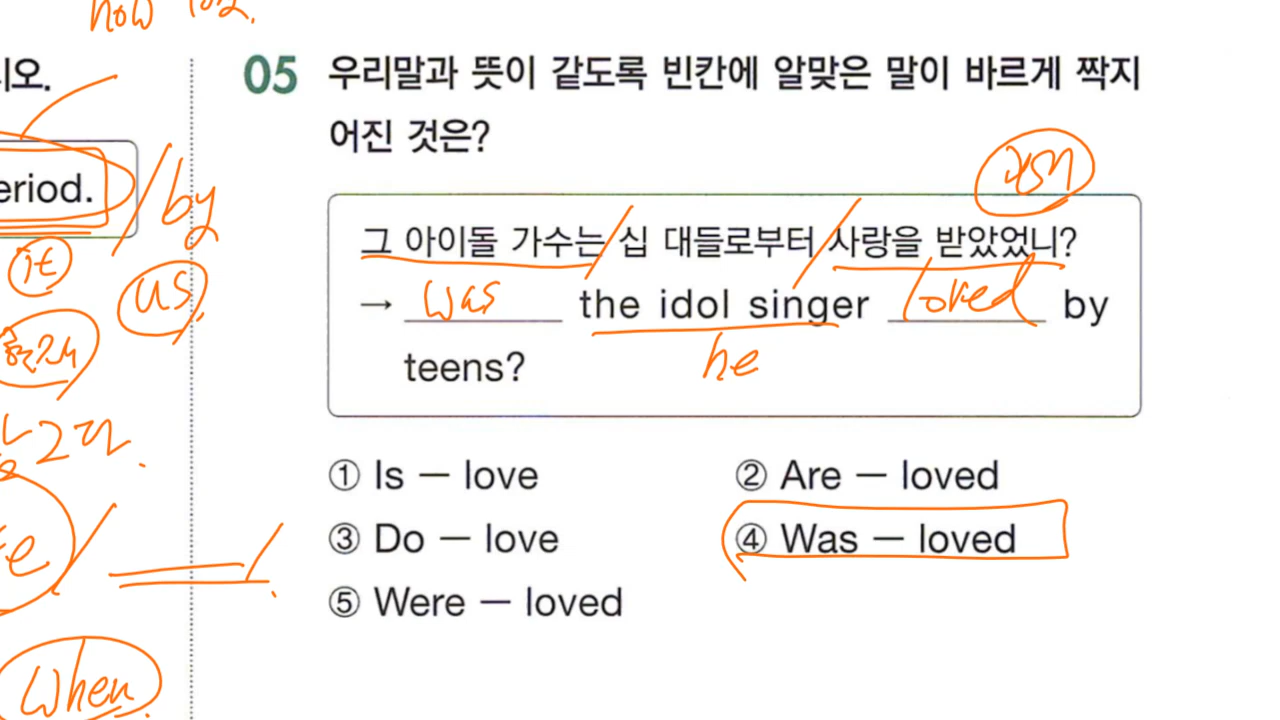 how
시오.
eriod.
/by
it
us.
When
05 우리말과 뜻이 같도록 빈칸에 알맞은 말이 바르게 짝지
어진 것은?
과거
그 아이돌 가수는/십 대들로부터/사랑을 받았었니?
→ was the idol singer loved by
he
teens?
① Is – love ② Are – loved
③ Do – love ④ Was – loved
⑤ Were – loved